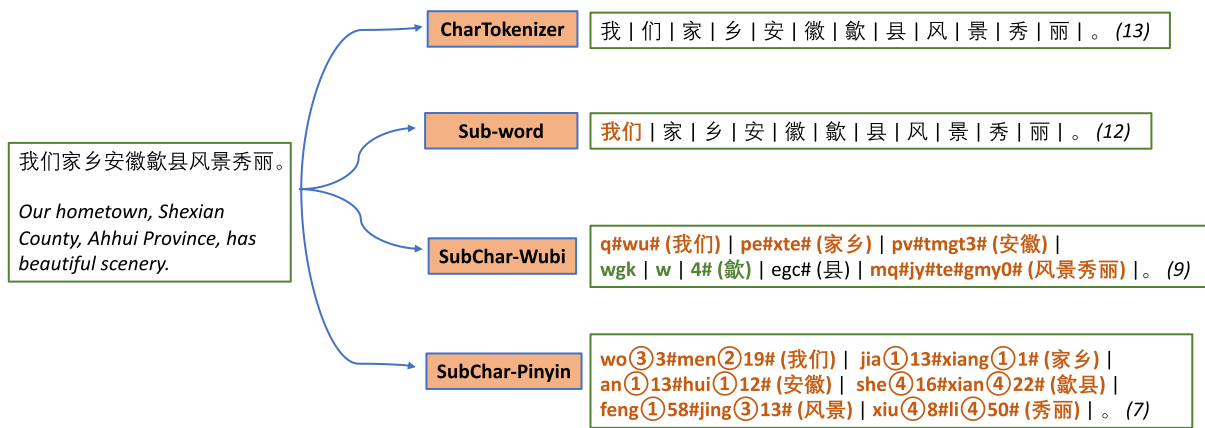 我们家乡安徽歙县风景秀丽。
Our hometown, Shexian
County, Ahhui Province, has
beautiful scenery.
CharTokenizer
我 | 们 | 家 | 乡 | 安 | 徽 | 歙 | 县 | 风 | 景 | 秀 | 丽 | 。 (13)
Sub-word
我们 | 家 | 乡 | 安 | 徽 | 歙 | 县 | 风 | 景 | 秀 | 丽 | 。 (12)
SubChar-Wubi
q#wu# (我们) | pe#xte# (家乡) | pv#tmgt3# (安徽) |
wgk | w | 4# (歙) | egc# (县) | mq#jy#te#gmy0# (风景秀丽) | 。 (9)
SubChar-Pinyin
wo③3#men②19# (我们) | jia①13#xiang①1# (家乡) |
an①13#hui①12# (安徽) | she④16#xian④22# (歙县) |
feng①58#jing③13# (风景) | xiu④8#li④50# (秀丽) | 。 (7)